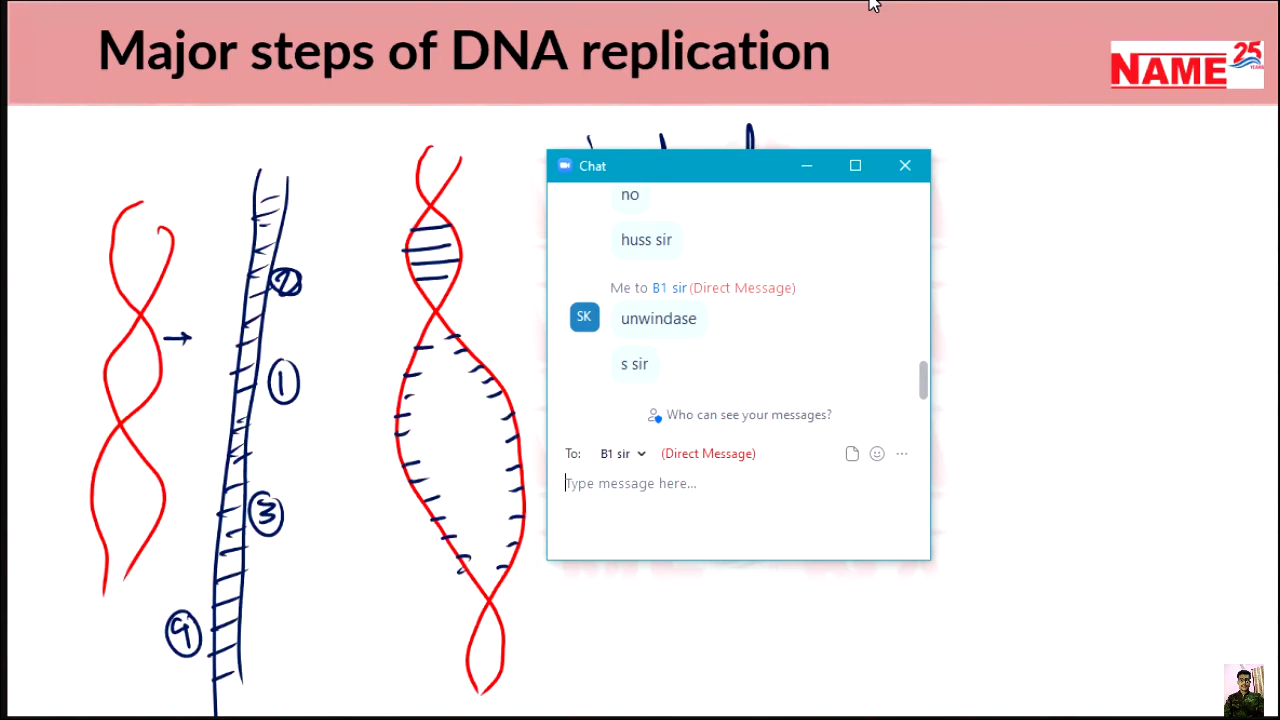 Major steps of DNA replication
NAME 25
YEARS
2
1
3
4
Chat
no
huss sir
Me to B1 sir(Direct Message)
SK
unwindase
s sir
Who can see your messages?
To: B1 sir (Direct Message)
Type message here...